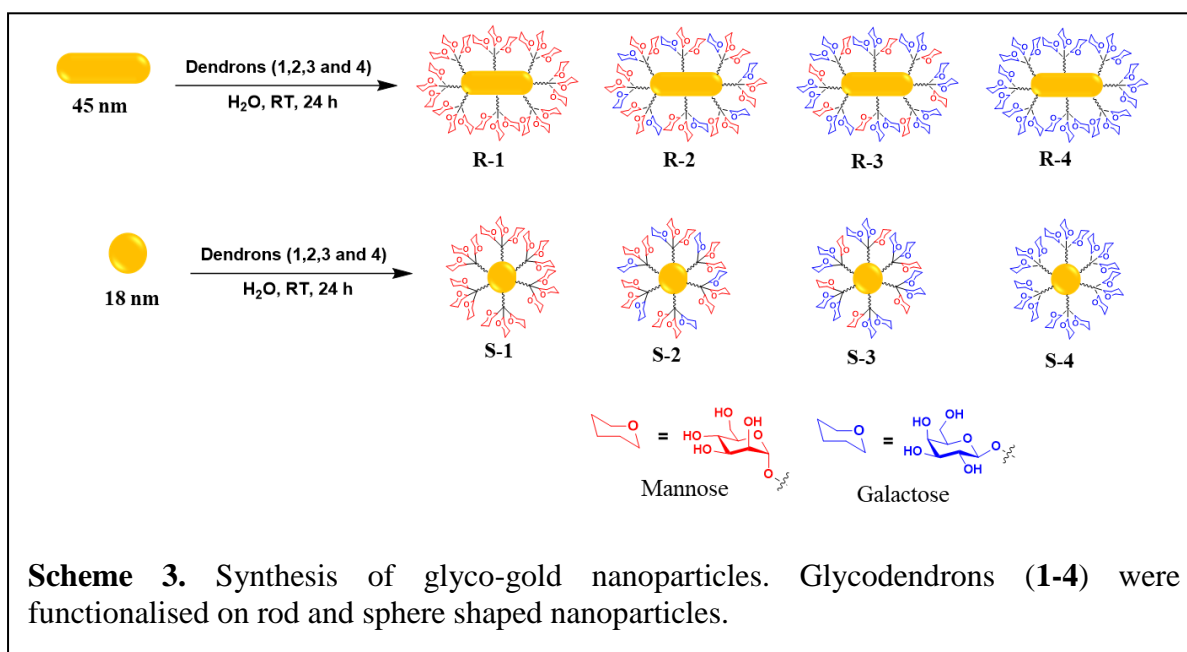 Dendrons (1,2,3 and 4)
45 nm
H₂O, RT, 24 h
R-1 R-2 R-3 R-4
Dendrons (1,2,3 and 4)
18 nm
H₂O, RT, 24 h
S-1 S-2 S-3 S-4
O = HO OH HO HO O O
O = OH OH HO O OH O
Mannose Galactose
Scheme 3. Synthesis of glyco-gold nanoparticles. Glycodendrons (1-4) were
functionalised on rod and sphere shaped nanoparticles.